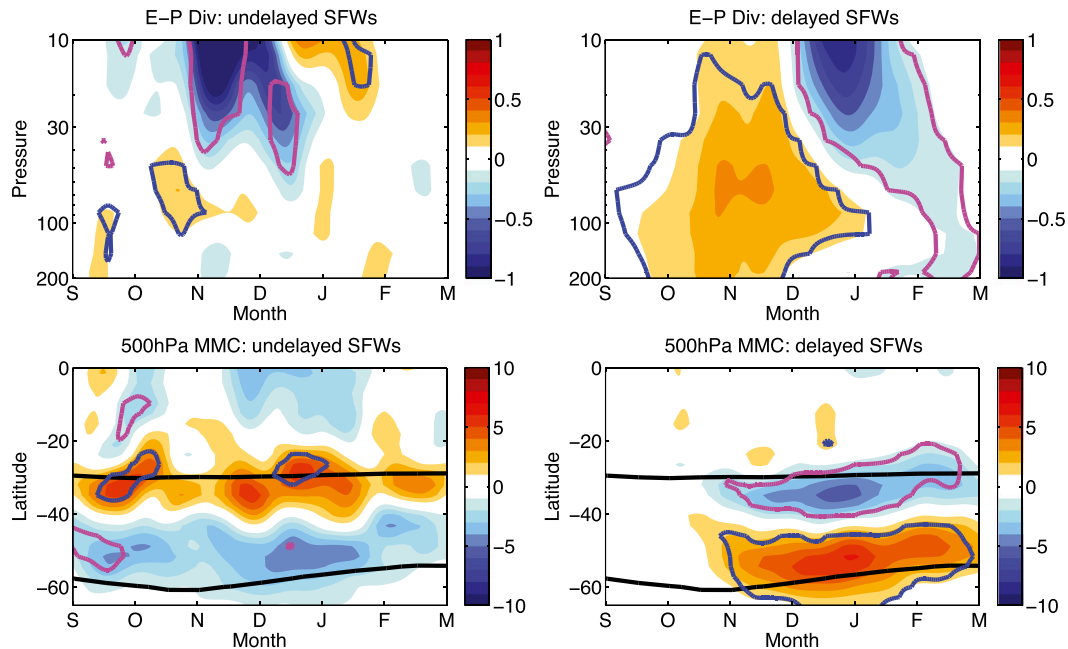 E−P Div: undelayed SFWs
10
30
100
200
Pressure
S O N D J F M
Month
1
0.5
0
−0.5
−1
E−P Div: delayed SFWs
10
30
100
200
Pressure
S O N D J F M
Month
1
0.5
0
−0.5
−1
500hPa MMC: undelayed SFWs
0
−20
−40
−60
Latitude
S O N D J F M
Month
10
5
0
−5
−10
500hPa MMC: delayed SFWs
0
−20
−40
−60
Latitude
S O N D J F M
Month
10
5
0
−5
−10